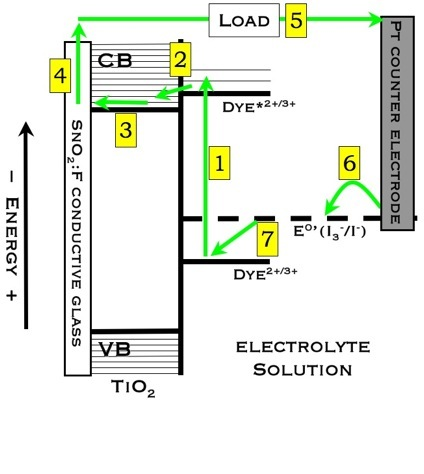 LOAD
5
4
CB
2
DYE*2+/3+
3
1
6
PT COUNTER ELECTRODE
SNO2:F CONDUCTIVE GLASS
− ENERGY +
E0'(I3-/I-)
7
DYE2+/3+
VB
TIO2
ELECTROLYTE
SOLUTION